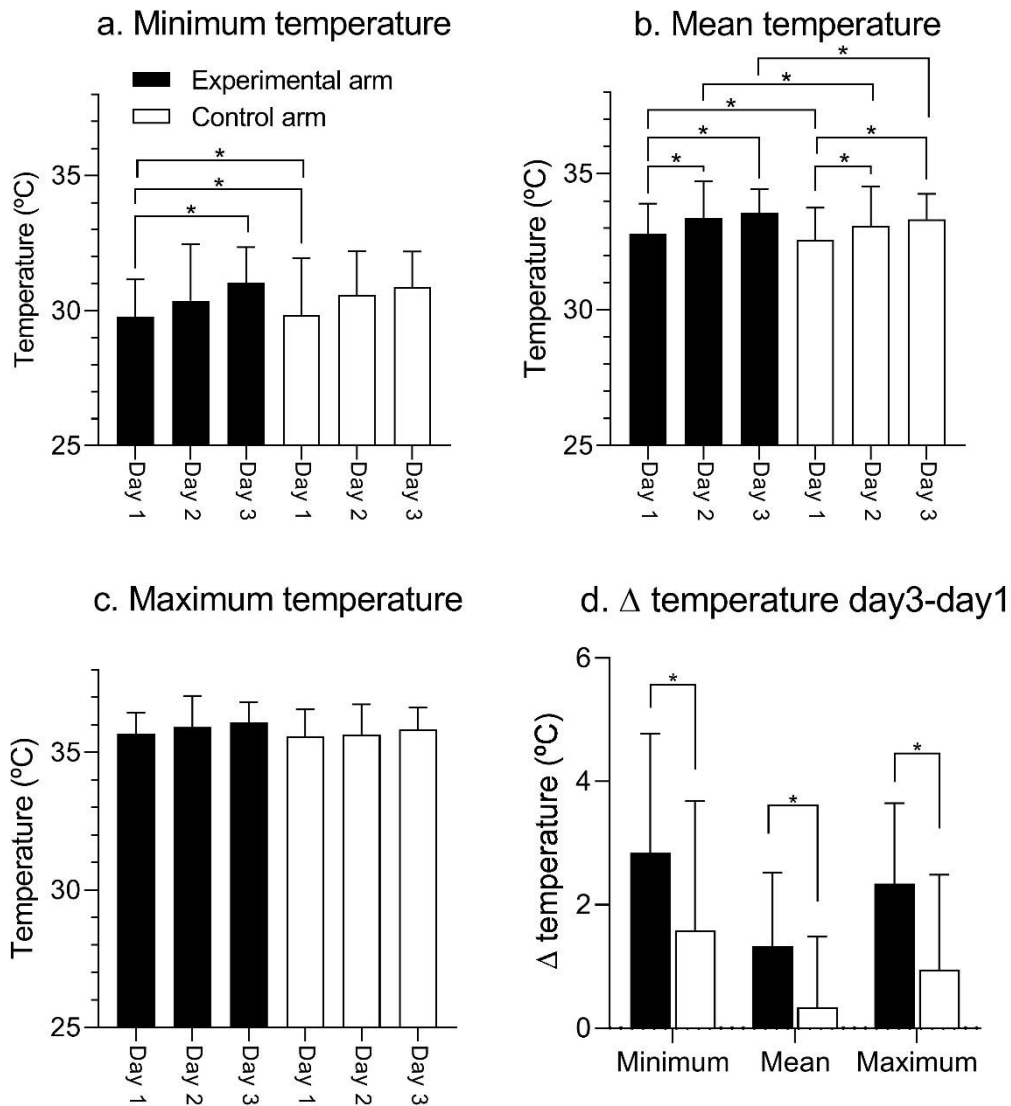 a. Minimum temperature
Experimental arm
Control arm
Temperature (ºC)
35
30
25
* * *
Day 1 Day 2 Day 3 Day 1 Day 2 Day 3
b. Mean temperature
Temperature (ºC)
35
30
25
* * * * * * * *
Day 1 Day 2 Day 3 Day 1 Day 2 Day 3
c. Maximum temperature
Temperature (ºC)
35
30
25
Day 1 Day 2 Day 3 Day 1 Day 2 Day 3
d. Δ temperature day3-day1
Δ temperature (ºC)
6
4
2
0
* * *
Minimum Mean Maximum